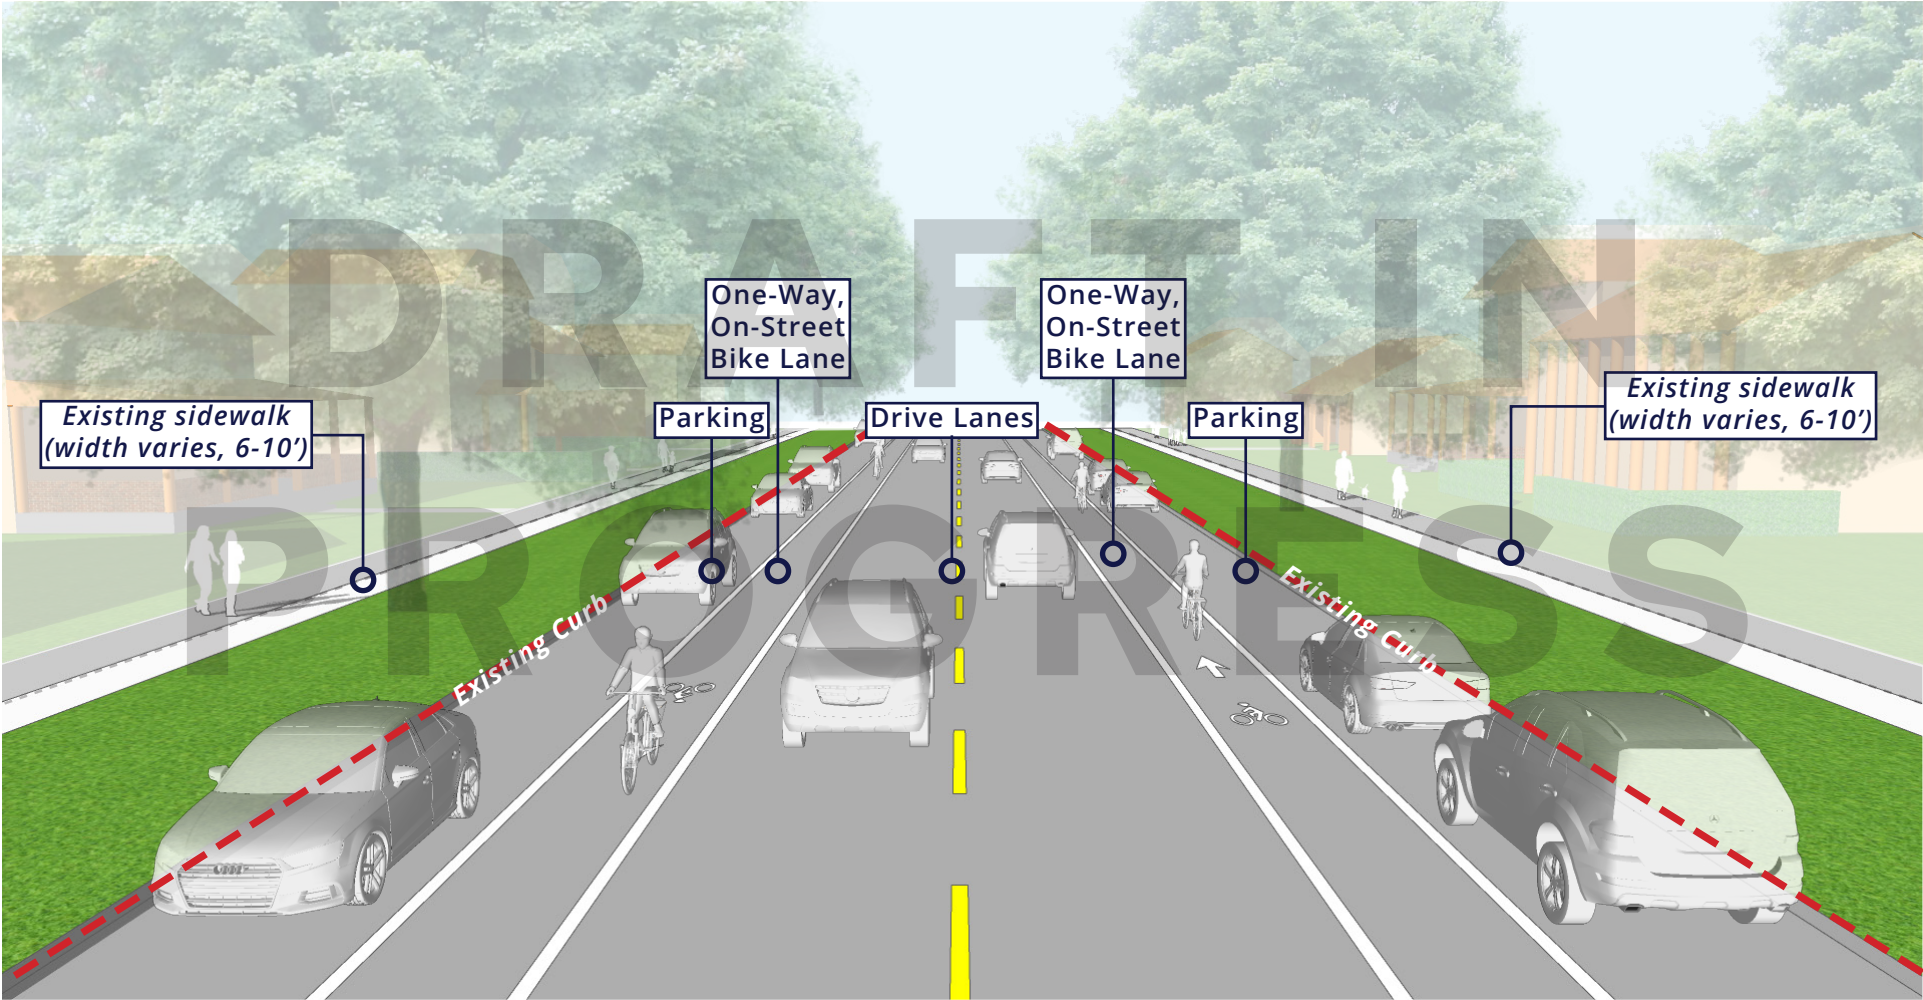 DRAFT IN
PROGRESS
One-Way,
On-Street
Bike Lane
One-Way,
On-Street
Bike Lane
Existing sidewalk
(width varies, 6-10’)
Parking
Drive Lanes
Parking
Existing sidewalk
(width varies, 6-10’)
Existing Curb
Existing Curb